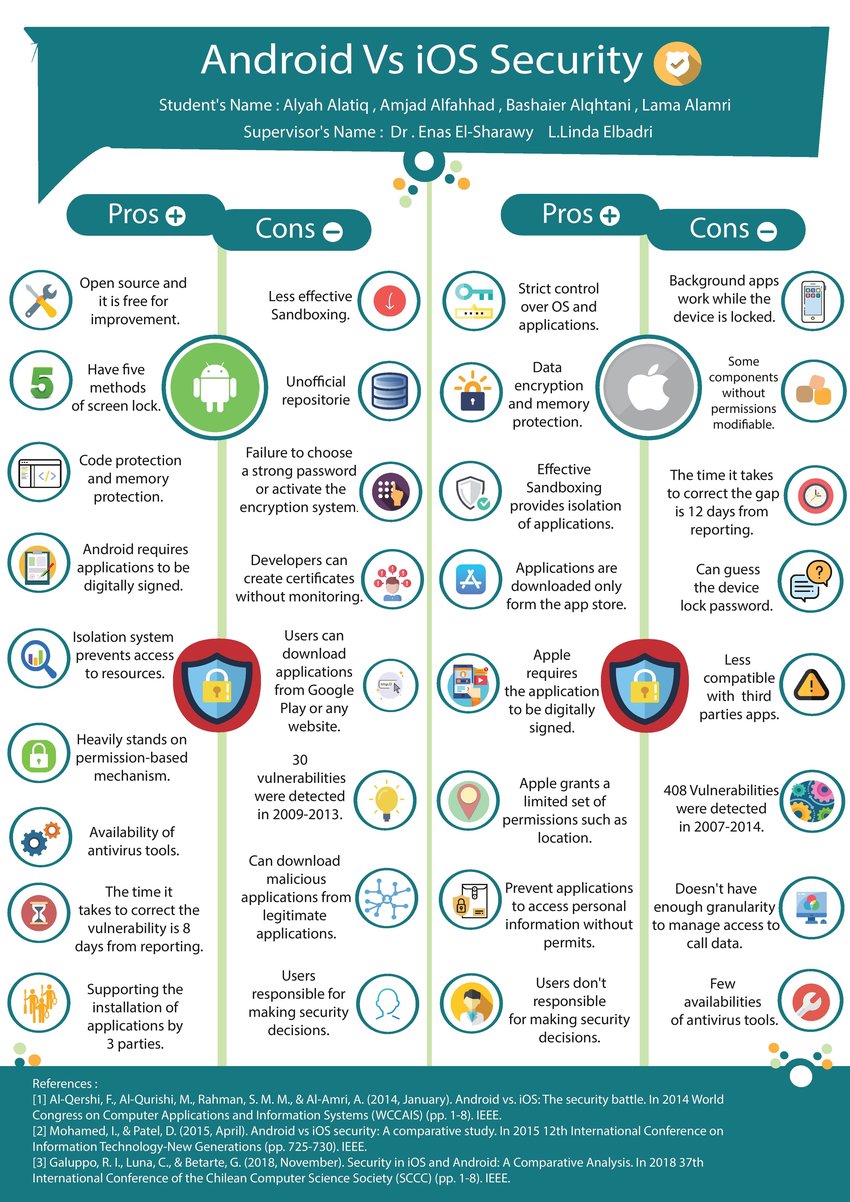 Android Vs iOS Security
Student's Name : Alyah Alatiq , Amjad Alfahhad , Bashaier Alqhtani , Lama Alamri
Supervisor's Name : Dr . Enas El-Sharawy L.Linda Elbadri
Pros
Open source and
it is free for
improvement.
5
Have five
methods
of screen lock.
Code protection
and memory
protection.
Android requires
applications to be
digitally signed.
Isolation system
prevents access
to resources.
Heavily stands on
permission-based
mechanism.
Availability of
antivirus tools.
The time it
takes to correct the
vulnerability is 8
days from reporting.
Supporting the
installation of
applications by
3 parties.
Cons
Less effective
Sandboxing.
Unofficial
repositorie
Failure to choose
a strong password
or activate the
encryption system.
Developers can
create certificates
without monitoring.
Users can
download
applications
from Google
Play or any
website.
30
vulnerabilities
were detected
in 2009-2013.
Can download
malicious
applications from
legitimate
applications.
Users
responsible for
making security
decisions.
Pros
Strict control
over OS and
applications.
Data
encryption
and memory
protection.
Effective
Sandboxing
provides isolation
of applications.
Applications are
downloaded only
form the app store.
Apple
requires
the application
to be digitally
signed.
Apple grants a
limited set of
permissions such as
location.
Prevent applications
to access personal
information without
permits.
Users don't
responsible
for making security
decisions.
Cons
Background apps
work while the
device is locked.
Some
components
without
permissions
modifiable.
The time it takes
to correct the gap
is 12 days from
reporting.
Can guess
the device
lock password.
Less
compatible
with third
parties apps.
408 Vulnerabilities
were detected
in 2007-2014.
Doesn't have
enough granularity
to manage access to
call data.
Few
availabilities
of antivirus tools.
References :
[1] Al-Qershi, F., Al-Qurishi, M., Rahman, S. M. M., & Al-Amri, A. (2014, January). Android vs. iOS: The security battle. In 2014 World
Congress on Computer Applications and Information Systems (WCCAIS) (pp. 1-8). IEEE.
[2] Mohamed, I., & Patel, D. (2015, April). Android vs iOS security: A comparative study. In 2015 12th International Conference on
Information Technology-New Generations (pp. 725-730). IEEE.
[3] Galuppo, R. I., Luna, C., & Betarte, G. (2018, November). Security in iOS and Android: A Comparative Analysis. In 2018 37th
International Conference of the Chilean Computer Science Society (SCCC) (pp. 1-8). IEEE.